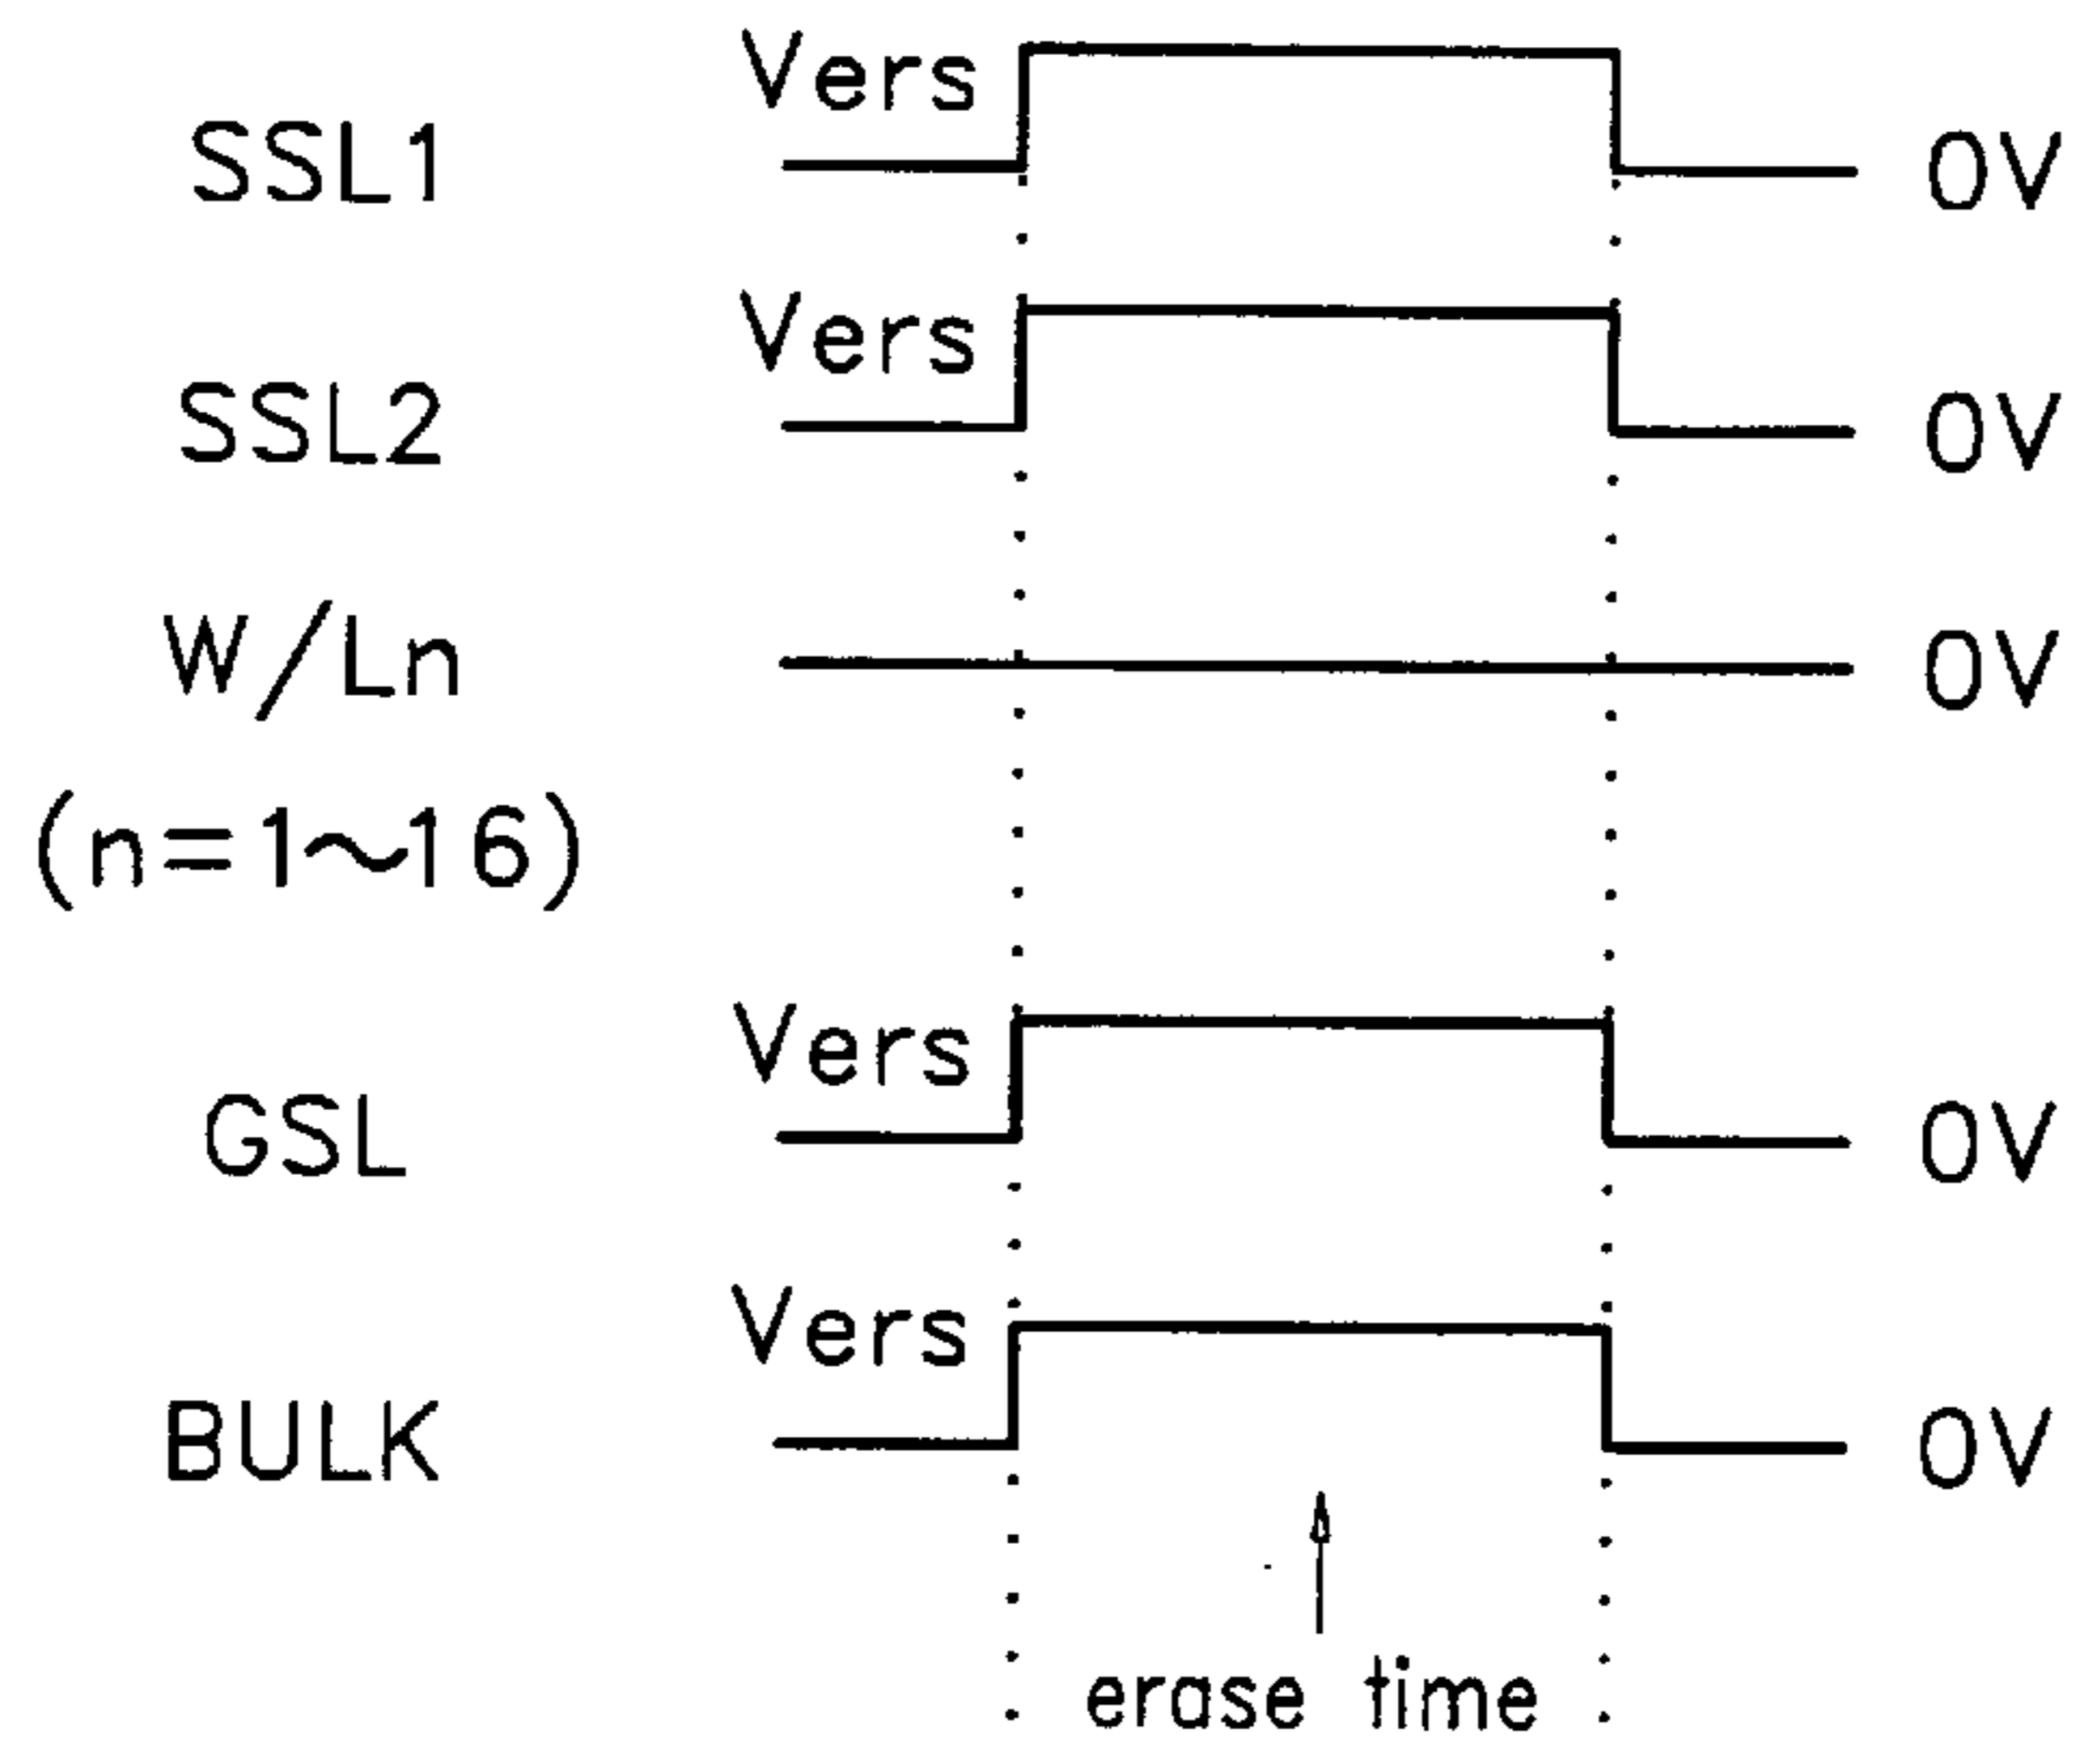 Vers
SSL1 0V
Vers
SSL2 0V
W/Ln 0V
(n=1~16)
Vers
GSL 0V
Vers
BULK 0V
erase time